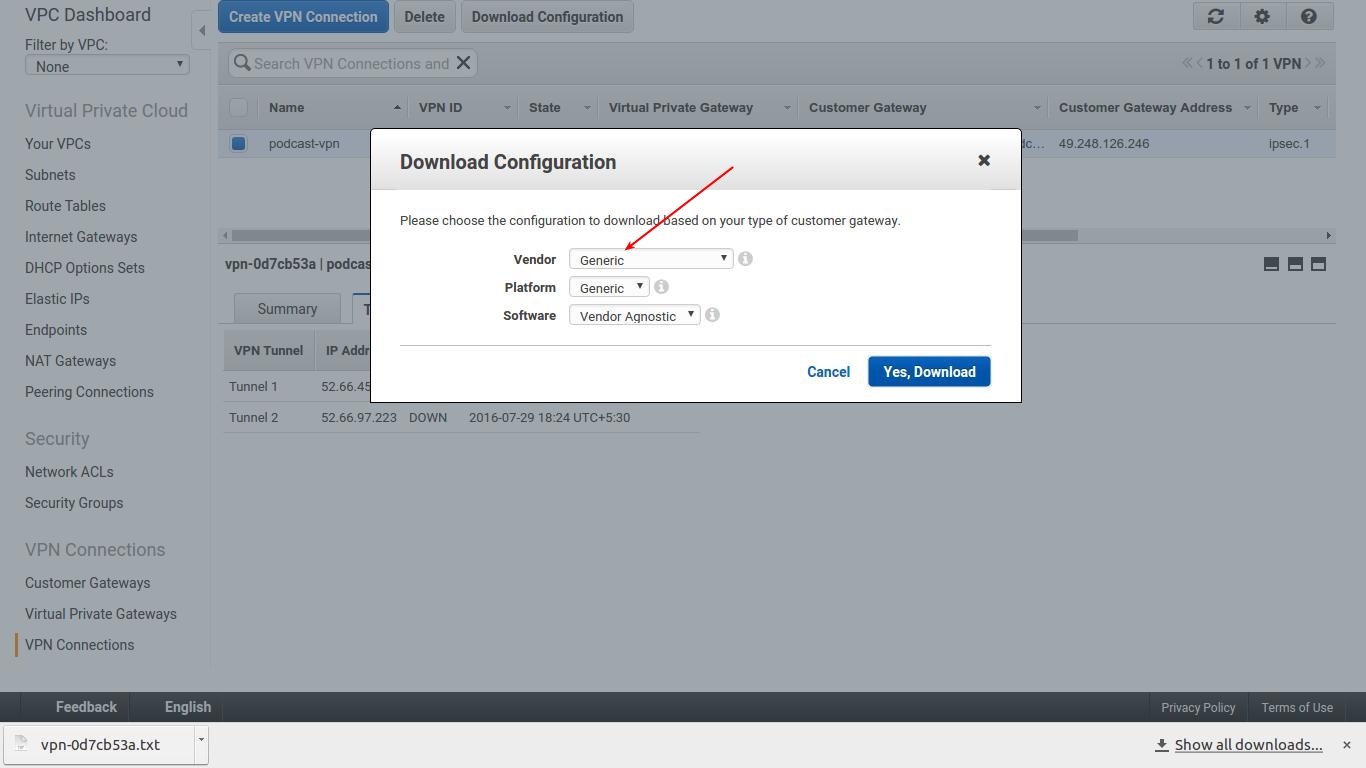 VPC Dashboard
Create VPN Connection Delete Download Configuration
Filter by VPC:
None
Search VPN Connections and
1 to 1 of 1 VPN
Virtual Private Cloud
Your VPCs
Subnets
Route Tables
Internet Gateways
DHCP Options Sets
Elastic IPs
Endpoints
NAT Gateways
Peering Connections
Security
Network ACLs
Security Groups
VPN Connections
Customer Gateways
Virtual Private Gateways
VPN Connections
Name VPN ID State Virtual Private Gateway Customer Gateway Customer Gateway Address Type
podcast-vpn dc... 49.248.126.246 ipsec.1
Download Configuration
Please choose the configuration to download based on your type of customer gateway.
Vendor Generic
Platform Generic
Software Vendor Agnostic
Cancel Yes, Download
vpn-0d7cb53a | podcas
Summary T
VPN Tunnel IP Addr
Tunnel 1 52.66.45
Tunnel 2 52.66.97.223 DOWN 2016-07-29 18:24 UTC+5:30
Feedback English Privacy Policy Terms of Use
vpn-0d7cb53a.txt Show all downloads...